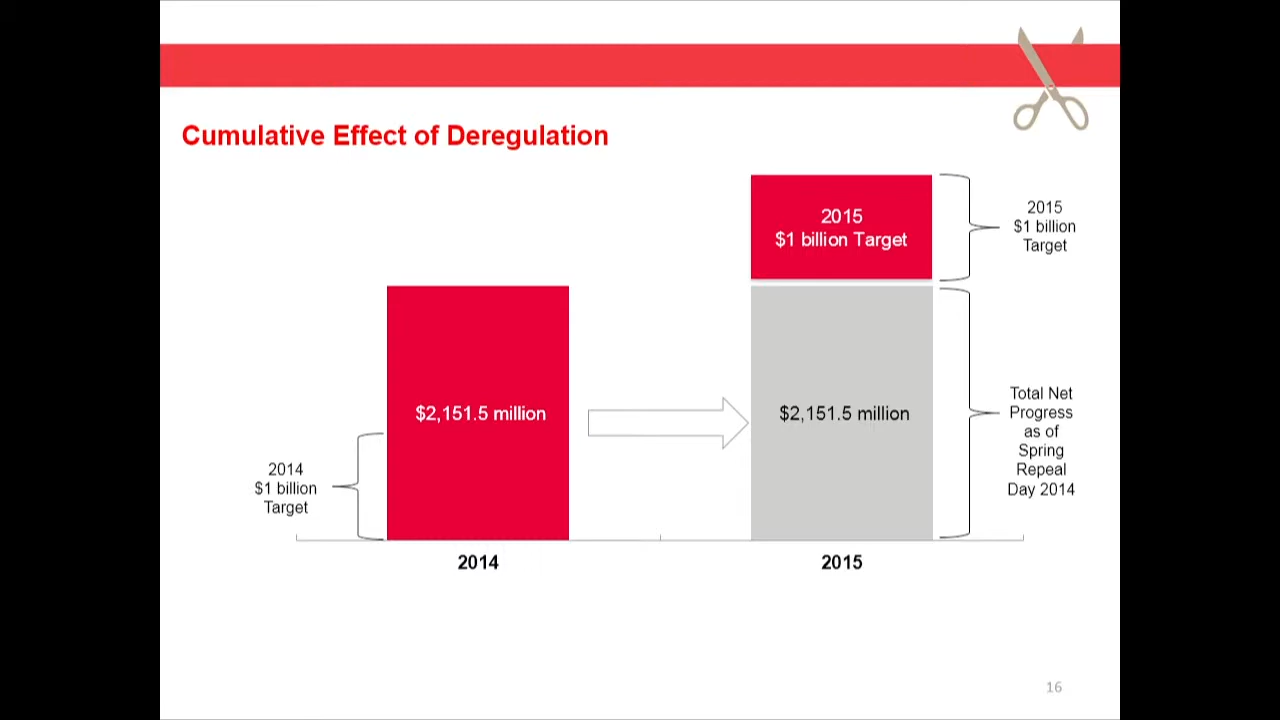 Cumulative Effect of Deregulation
2015
$1 billion Target
2015
$1 billion
Target
$2,151.5 million
$2,151.5 million
2014
$1 billion
Target
Total Net
Progress
as of
Spring
Repeal
Day 2014
2014
2015
16